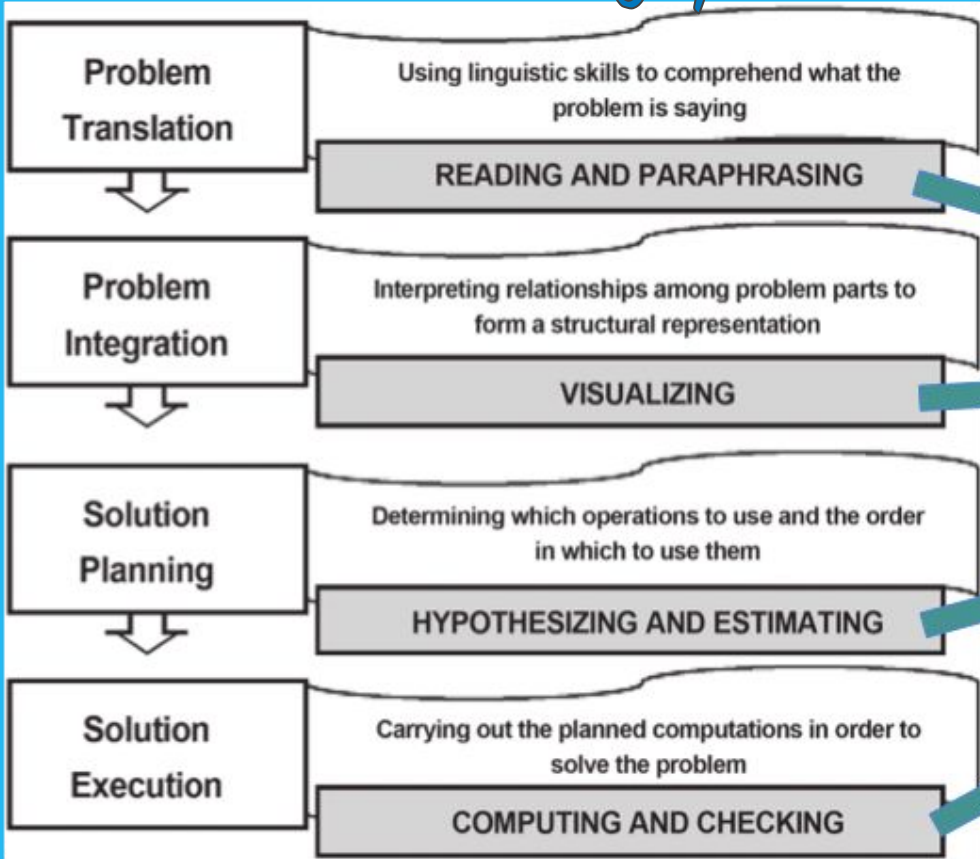 Problem
Translation
Using linguistic skills to comprehend what the
problem is saying
READING AND PARAPHRASING
Problem
Integration
Interpreting relationships among problem parts to
form a structural representation
VISUALIZING
Solution
Planning
Determining which operations to use and the order
in which to use them
HYPOTHESIZING AND ESTIMATING
Solution
Execution
Carrying out the planned computations in order to
solve the problem
COMPUTING AND CHECKING